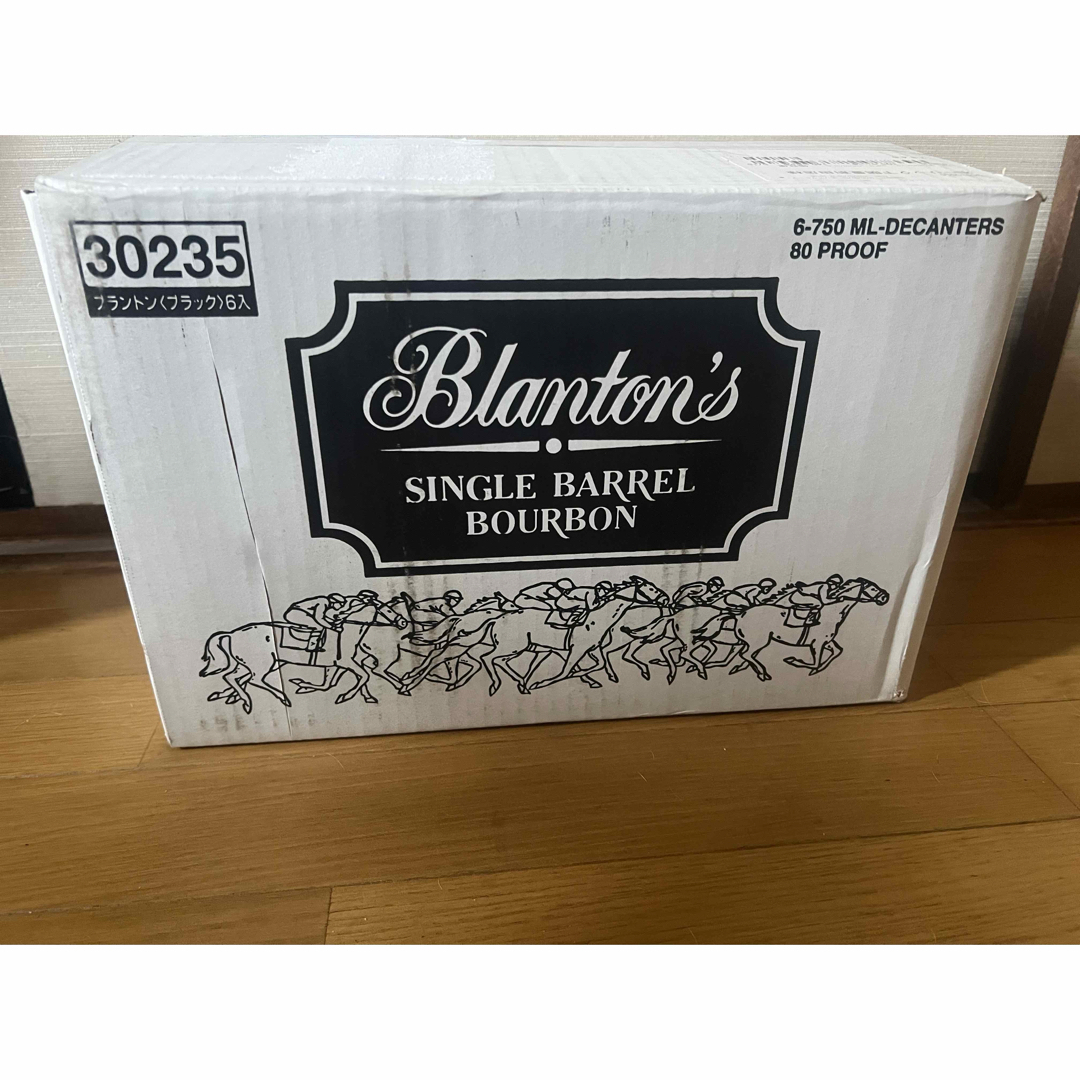 30235
ブラントン〈ブラック〉6入
6-750 ML-DECANTERS
80 PROOF
Blanton's
SINGLE BARREL
BOURBON